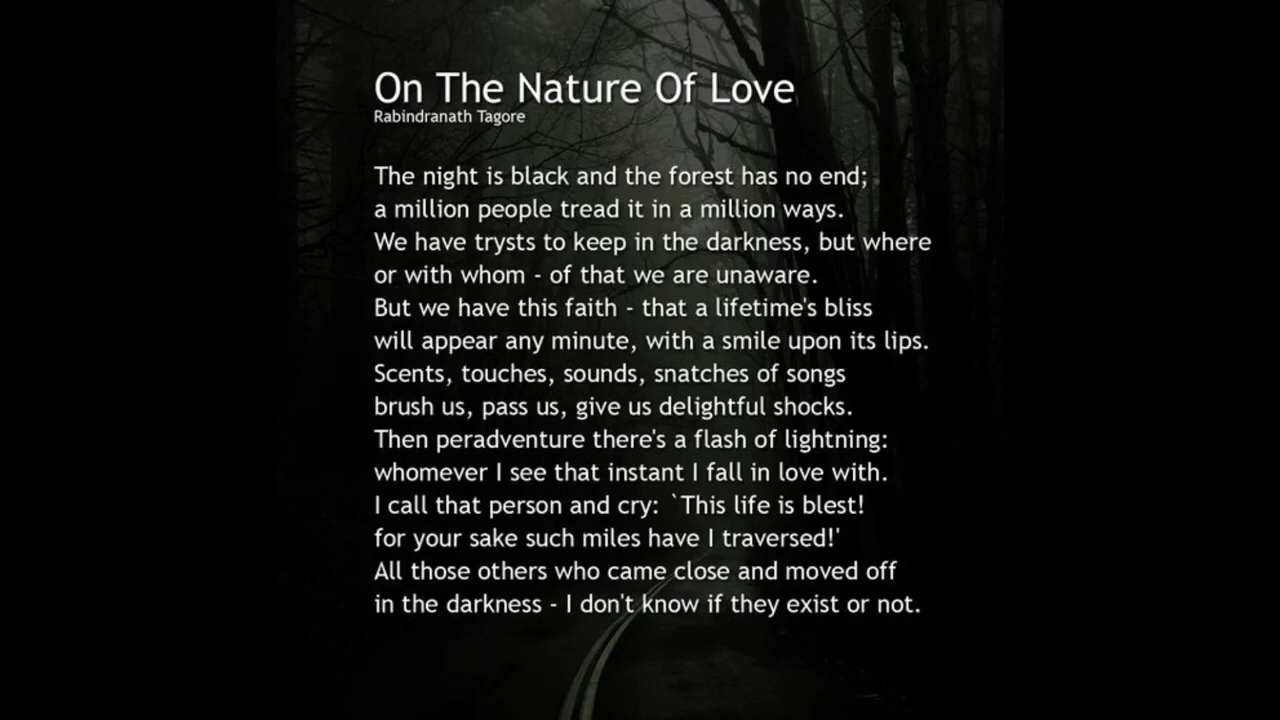 On The Nature Of Love
Rabindranath Tagore
The night is black and the forest has no end;
a million people tread it in a million ways.
We have trysts to keep in the darkness, but where
or with whom - of that we are unaware.
But we have this faith - that a lifetime's bliss
will appear any minute, with a smile upon its lips.
Scents, touches, sounds, snatches of songs
brush us, pass us, give us delightful shocks.
Then peradventure there's a flash of lightning:
whomever I see that instant I fall in love with.
I call that person and cry: `This life is blest!
for your sake such miles have I traversed!'
All those others who came close and moved off
in the darkness - I don't know if they exist or not.